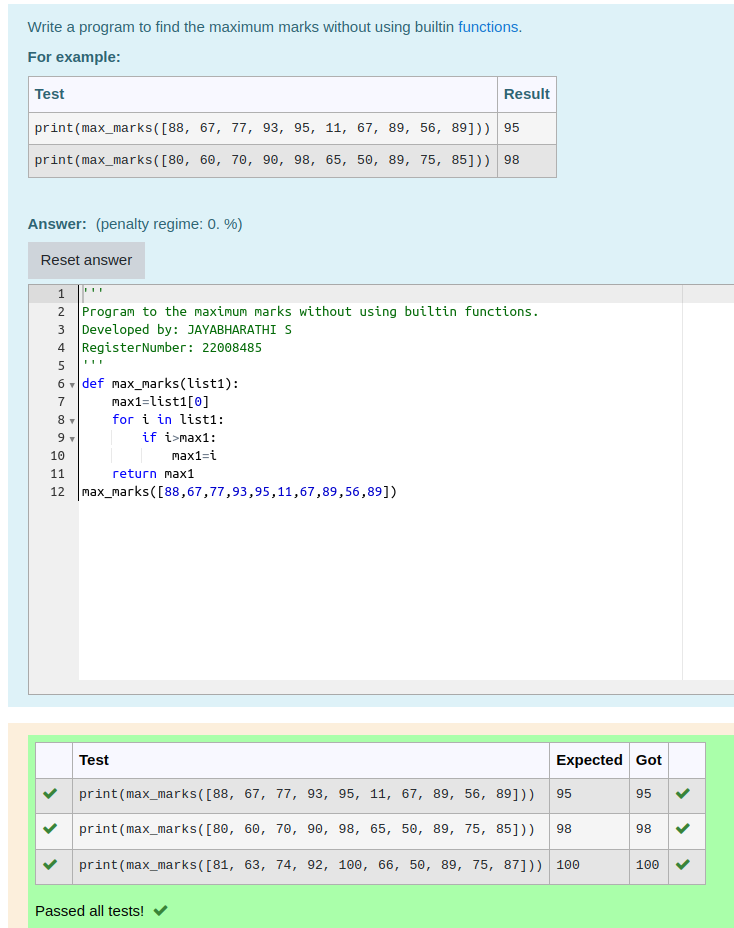 Write a program to find the maximum marks without using builtin functions.
For example:
Test Result
print(max_marks([88, 67, 77, 93, 95, 11, 67, 89, 56, 89])) 95
print(max_marks([80, 60, 70, 90, 98, 65, 50, 89, 75, 85])) 98
Answer: (penalty regime: 0. %)
Reset answer
1 '''
2 Program to the maximum marks without using builtin functions.
3 Developed by: JAYABHARATHI S
4 RegisterNumber: 22008485
5 '''
6 def max_marks(list1):
7     max1=list1[0]
8     for i in list1:
9         if i>max1:
10             max1=i
11     return max1
12 max_marks([88,67,77,93,95,11,67,89,56,89])
Test Expected Got
print(max_marks([88, 67, 77, 93, 95, 11, 67, 89, 56, 89])) 95 95
print(max_marks([80, 60, 70, 90, 98, 65, 50, 89, 75, 85])) 98 98
print(max_marks([81, 63, 74, 92, 100, 66, 50, 89, 75, 87])) 100 100
Passed all tests!